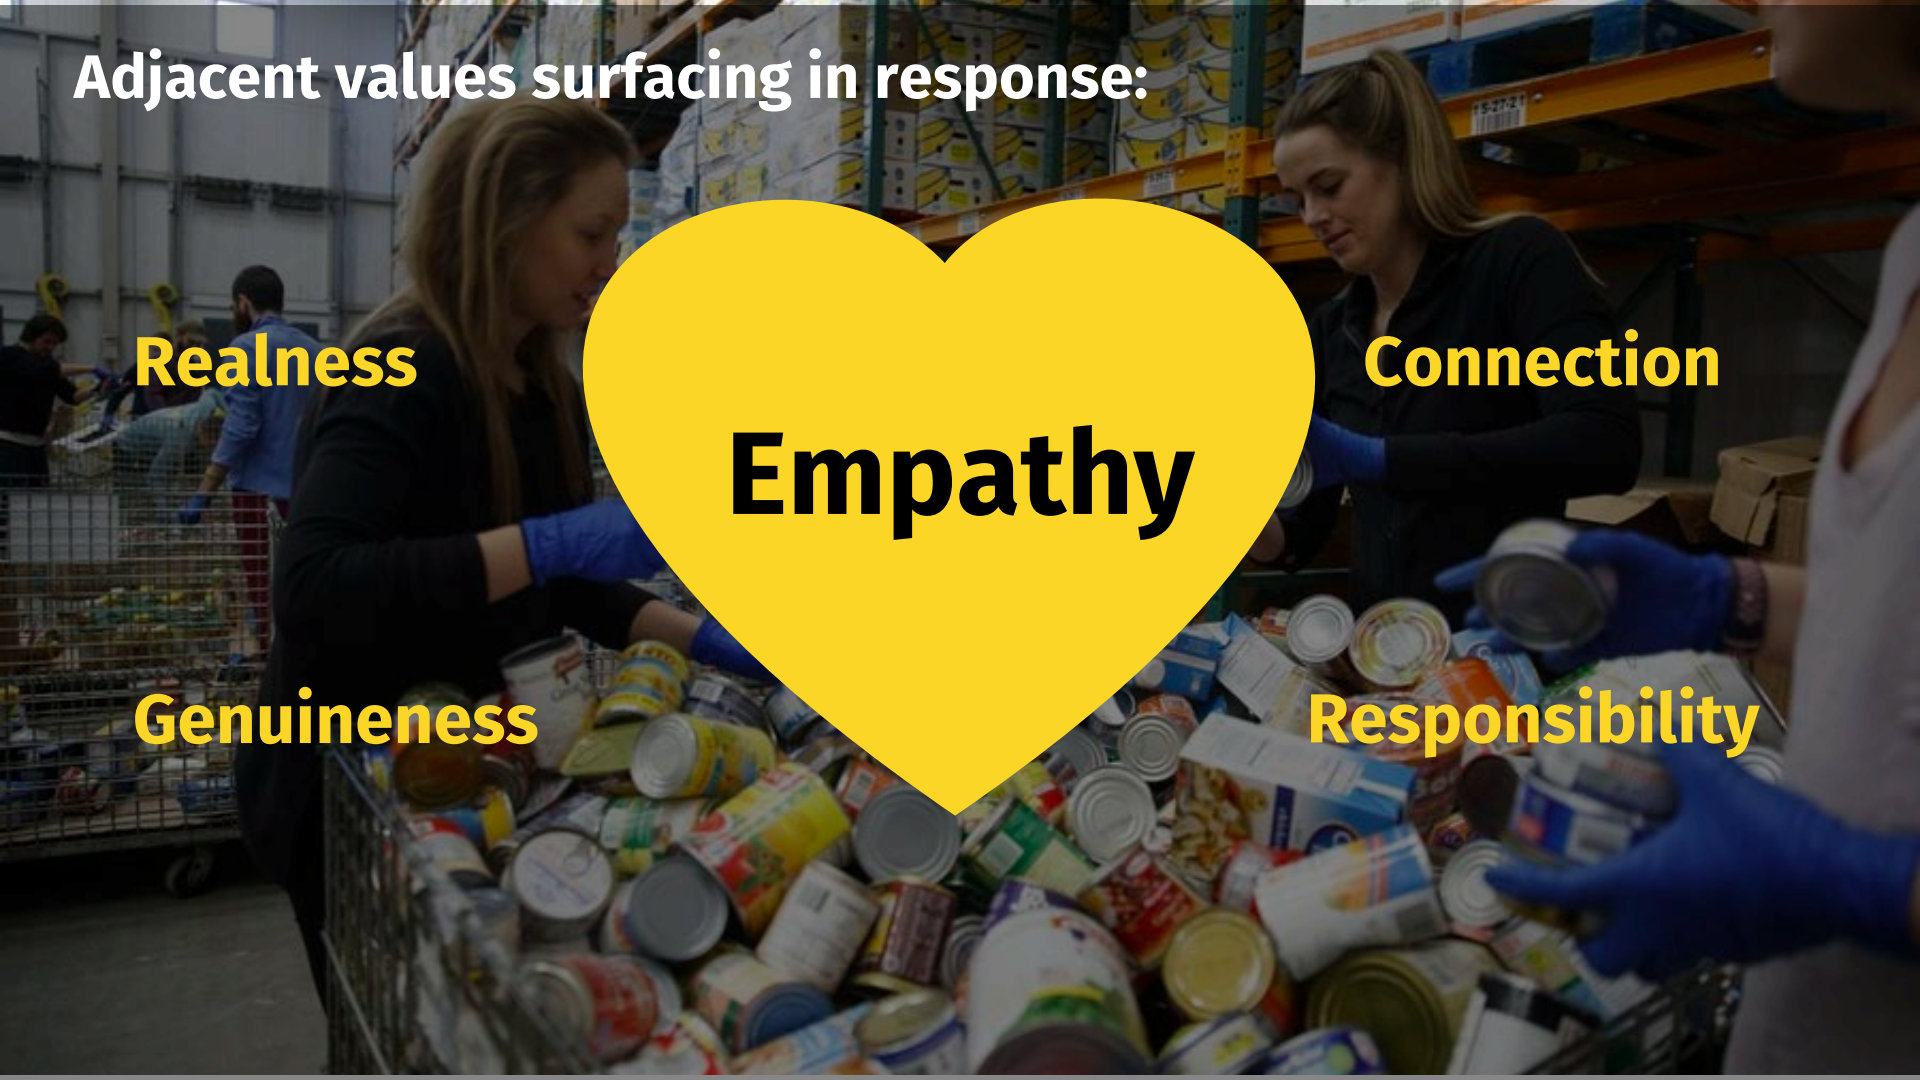 Adjacent values surfacing in response:
Realness
Connection
Empathy
Genuineness
Responsibility